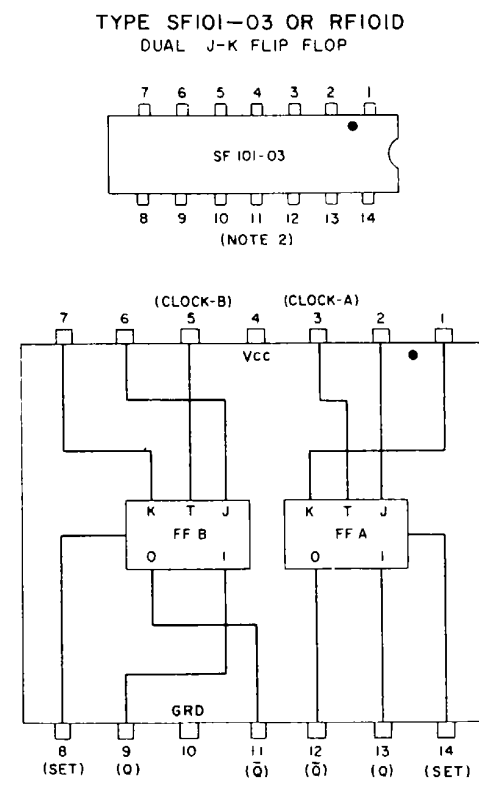 TYPE SF101-03 OR RF101D
DUAL J-K FLIP FLOP
7 6 5 4 3 2 1
SF 101-03
8 9 10 11 12 13 14
(NOTE 2)
(CLOCK-B) (CLOCK-A)
7 6 5 4 3 2 1
VCC
K T J K T J
FF B FF A
0 1 0 1
GRD
8 9 10 11 12 13 14
(SET) (Q) (Q̄) (Q̄) (Q) (SET)